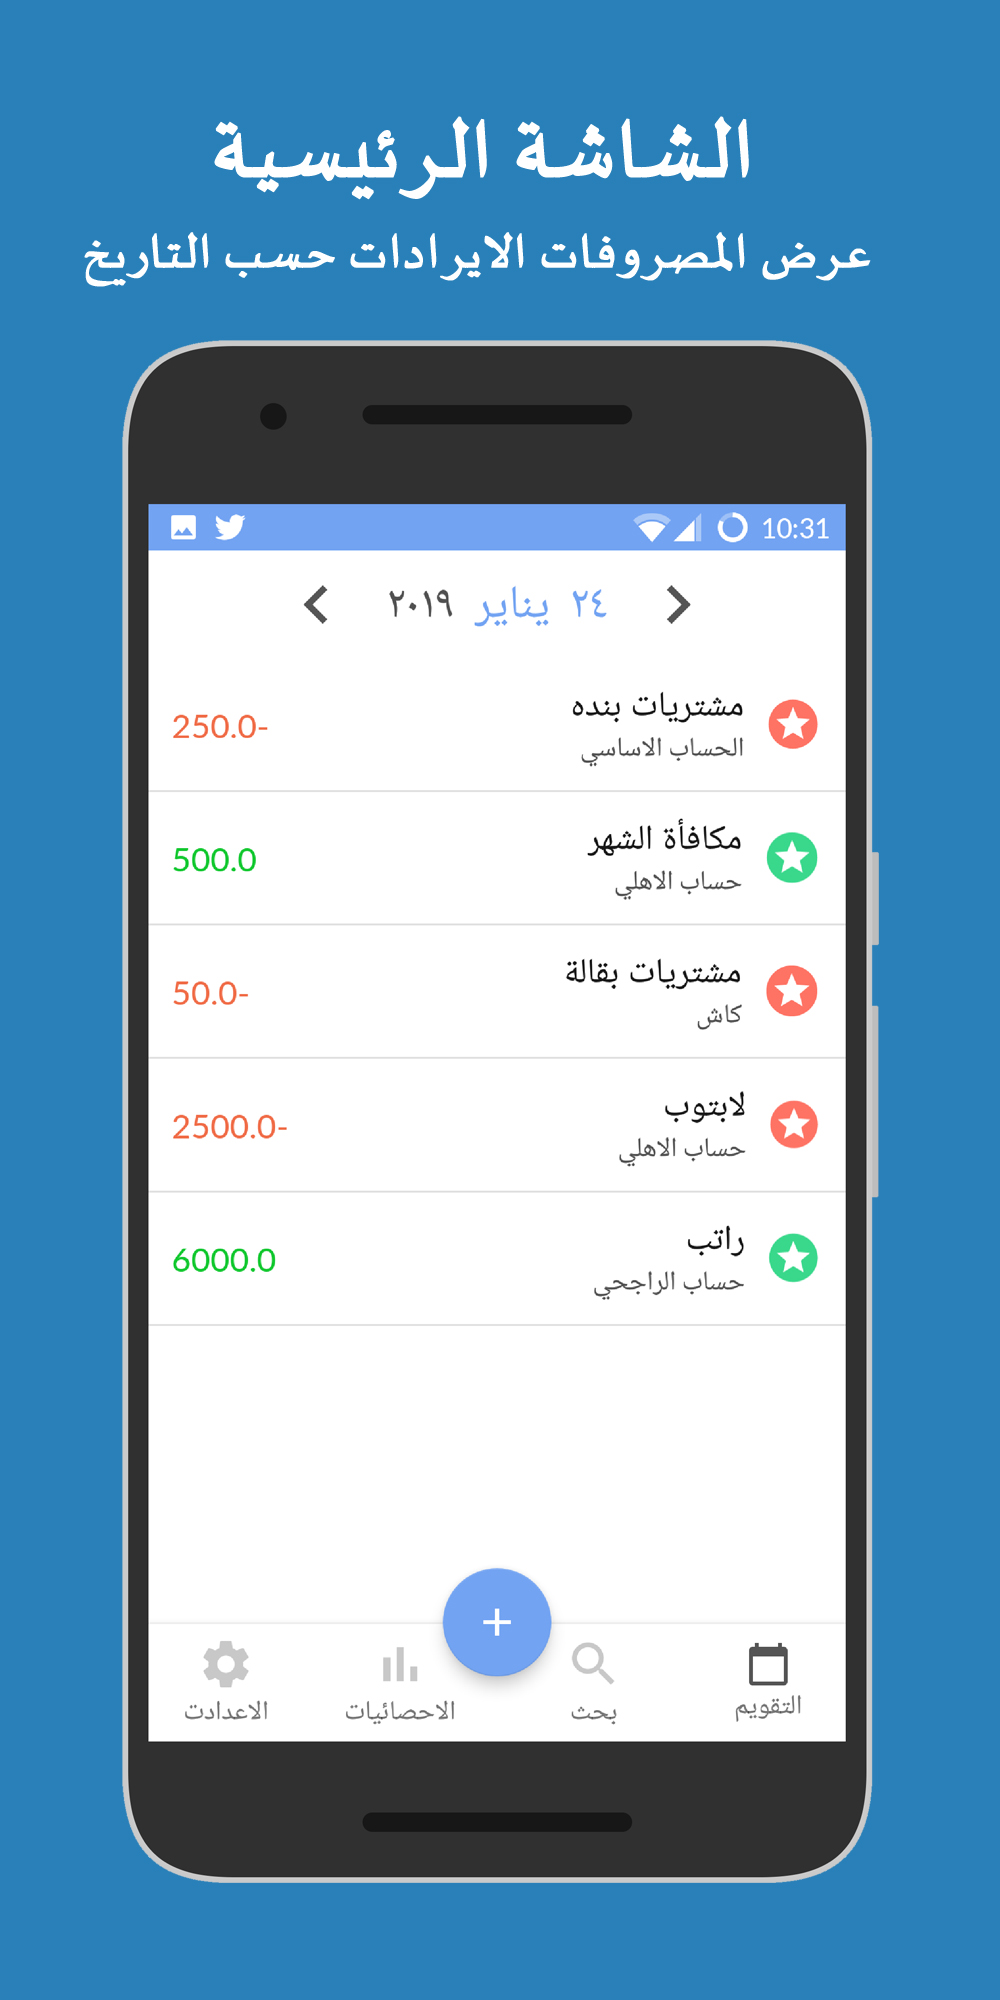 الشاشة الرئيسية
عرض المصروفات الايرادات حسب التاريخ
10:31
٢٤ يناير ٢٠١٩
مشتريات بنده
250.0-
الحساب الاساسي
مكافأة الشهر
500.0
حساب الاهلي
مشتريات بقالة
50.0-
كاش
لابتوب
2500.0-
حساب الاهلي
راتب
6000.0
حساب الراجحي
+
التقويم
بحث
الاحصائيات
الاعدادت